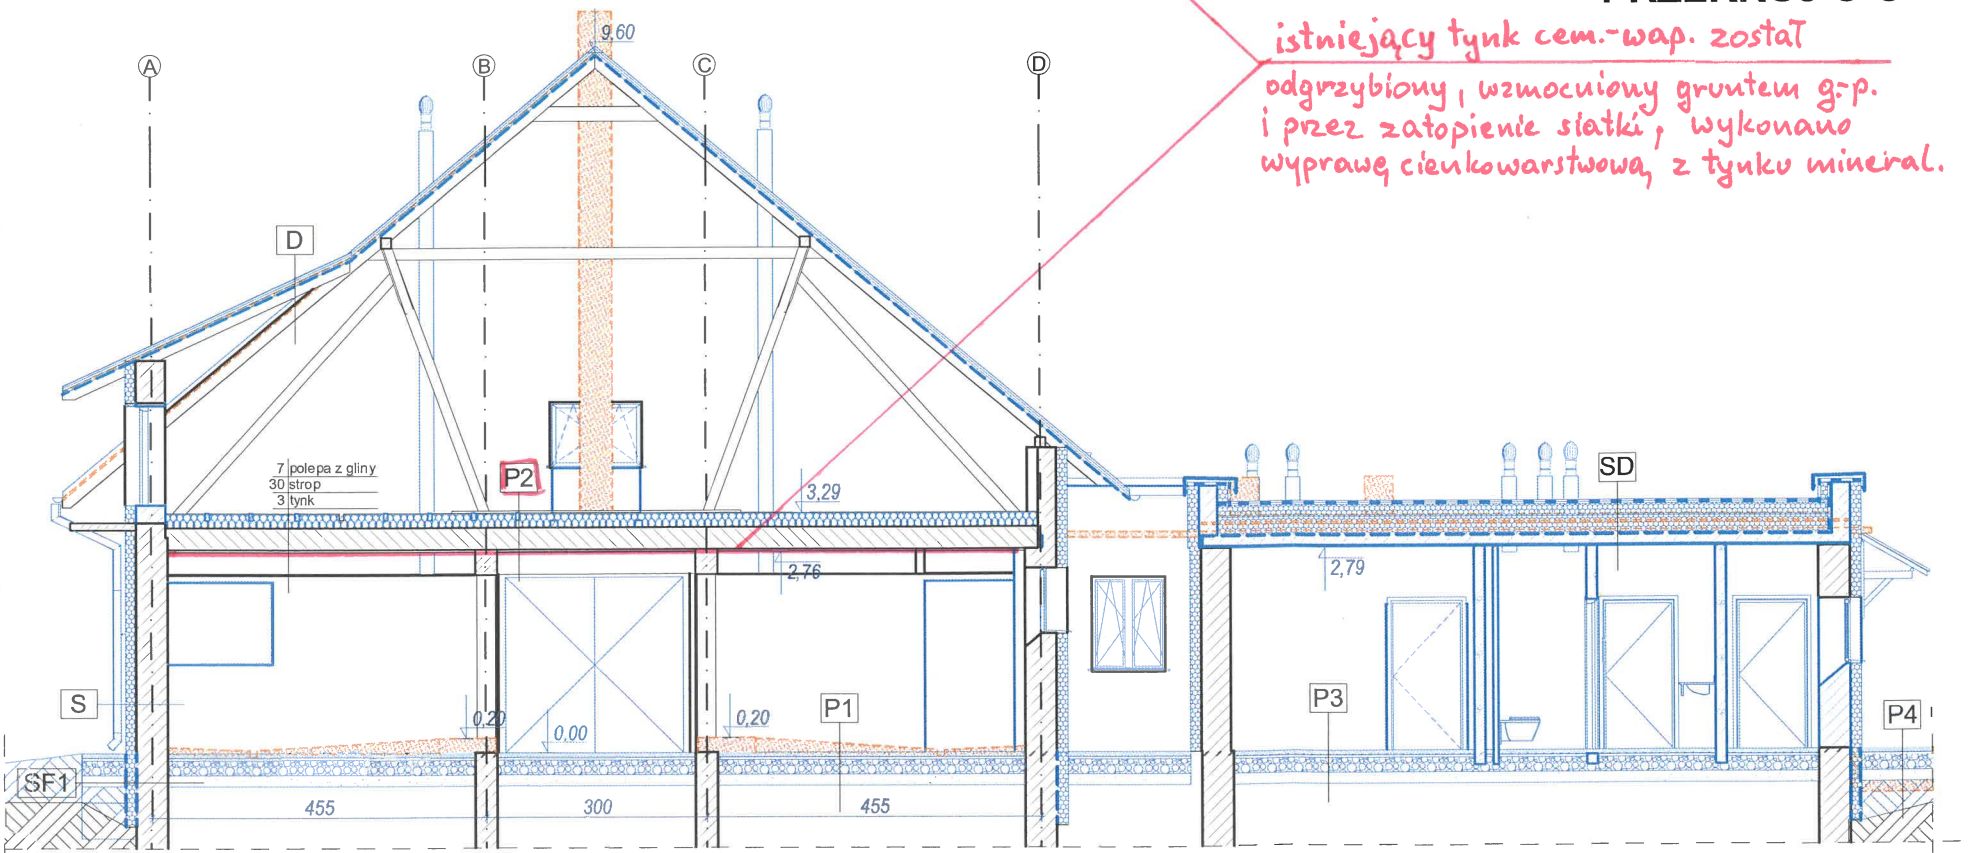 9,60
istniejący tynk cem.-wap. został
odgrzybiony, wzmocniony gruntem g-p.
i przez zatopienie siatki, wykonano
wyprawę cienkowarstwową z tynku mineral.
A
B
C
D
D
7 polepa z gliny
30 strop
3 tynk
P2
3,29
SD
2,76
2,79
S
0,20
0,00
0,20
P1
P3
P4
SF1
455
300
455